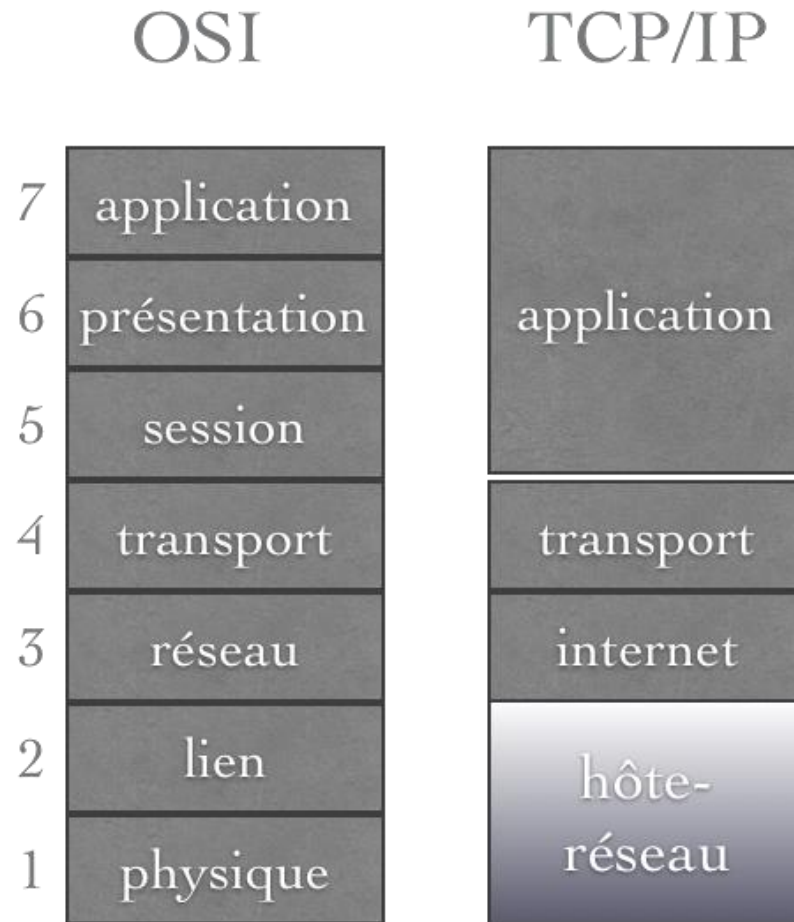 OSI
TCP/IP
7 application
6 présentation
5 session
4 transport
3 réseau
2 lien
1 physique
application
transport
internet
hôte-
réseau